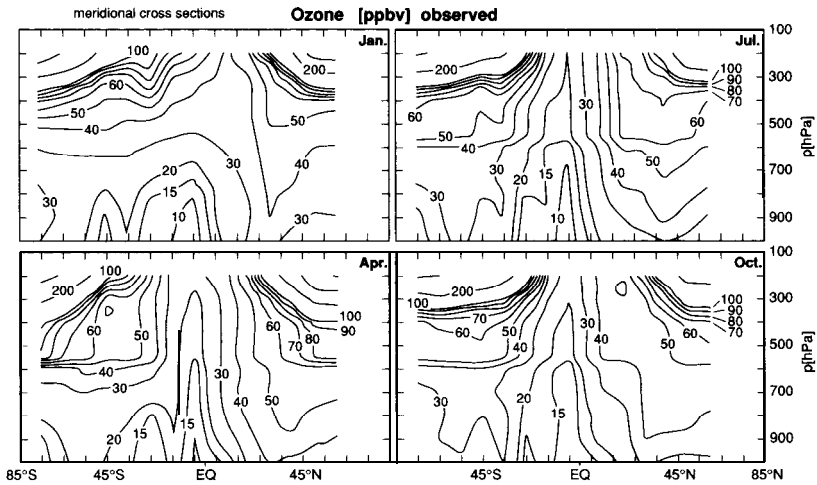 meridional cross sections Ozone [ppbv] observed
Jan. Jul. 100
100 200 60 50 40 30 20 15 10 30 50 40 30
200 100 90 80 70 60 50 40 30 30 20 15 10 30 40 50 60
300
500
700
900
p[hPa]
Apr. Oct. 100
200 100 60 50 40 30 20 15 15 30 40 50 60 70 80 90 100
200 100 70 60 50 40 30 20 15 30 40 50 60 100 90 80 70
300
500
700
900
p[hPa]
85°S 45°S EQ 45°N 45°S EQ 45°N 85°N